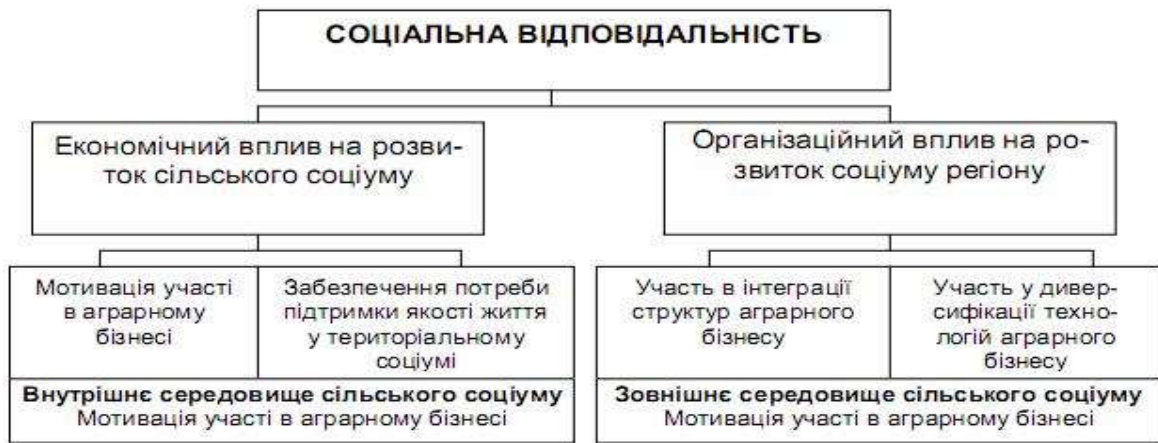 СОЦІАЛЬНА ВІДПОВІДАЛЬНІСТЬ
Економічний вплив на розви-
ток сільського соціуму
Організаційний вплив на ро-
звиток соціуму регіону
Мотивація участі
в аграрному
бізнесі
Забезпечення потреби
підтримки якості життя
у територіальному
соціумі
Участь в інтеграції
структур аграрного
бізнесу
Участь у дивер-
сифікації техно-
логій аграрного
бізнесу
Внутрішнє середовище сільського соціуму
Мотивація участі в аграрному бізнесі
Зовнішнє середовище сільського соціуму
Мотивація участі в аграрному бізнесі